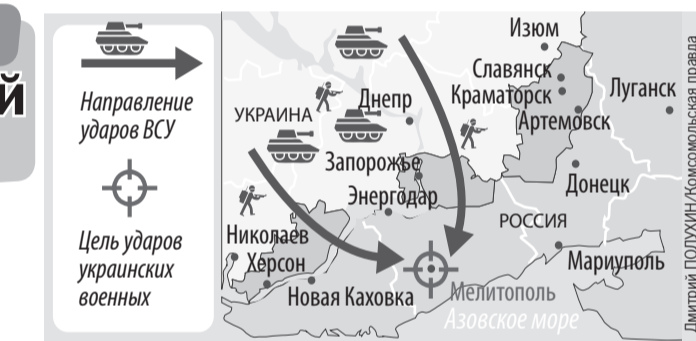 й
Направление
ударов ВСУ
Цель ударов
украинских
военных
Изюм
Славянск
Краматорск
Луганск
Артемовск
УКРАИНА
Днепр
Запорожье
Энергодар
Донецк
РОССИЯ
Николаев
Херсон
Мариуполь
Новая Каховка
Мелитополь
Азовское море
Дмитрий ПОЛУХИН/Комсомольская правда